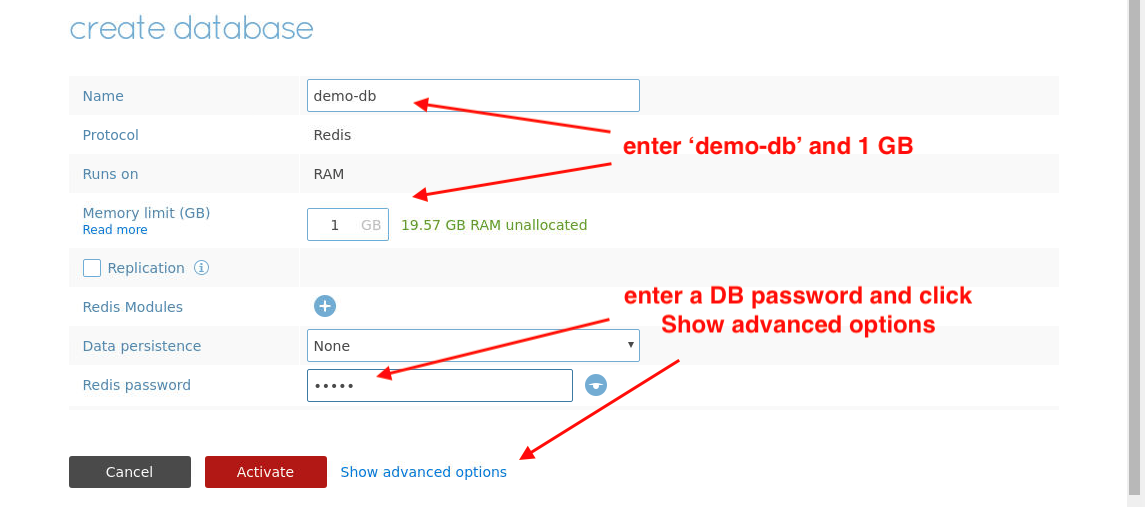 create database
Name
demo-db
Protocol
Redis
enter ‘demo-db’ and 1 GB
Runs on
RAM
Memory limit (GB)
Read more
1 GB
19.57 GB RAM unallocated
Replication
Redis Modules
enter a DB password and click
Show advanced options
Data persistence
None
Redis password
•••••
Cancel
Activate
Show advanced options